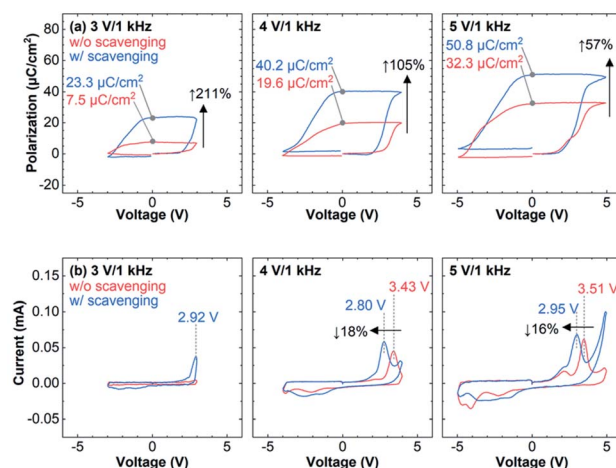 (a) 3 V/1 kHz
w/o scavenging
w/ scavenging
23.3 μC/cm²
7.5 μC/cm²
↑211%
4 V/1 kHz
40.2 μC/cm²
19.6 μC/cm²
↑105%
5 V/1 kHz
50.8 μC/cm²
32.3 μC/cm²
↑57%
Polarization (μC/cm²)
80
60
40
20
0
-20
-5 0 5
-5 0 5
-5 0 5
Voltage (V)
Voltage (V)
Voltage (V)
(b) 3 V/1 kHz
w/o scavenging
w/ scavenging
2.92 V
4 V/1 kHz
3.43 V
2.80 V
↓18%
5 V/1 kHz
3.51 V
2.95 V
↓16%
Current (mA)
0.15
0.10
0.05
0.00
-0.05
-5 0 5
-5 0 5
-5 0 5
Voltage (V)
Voltage (V)
Voltage (V)